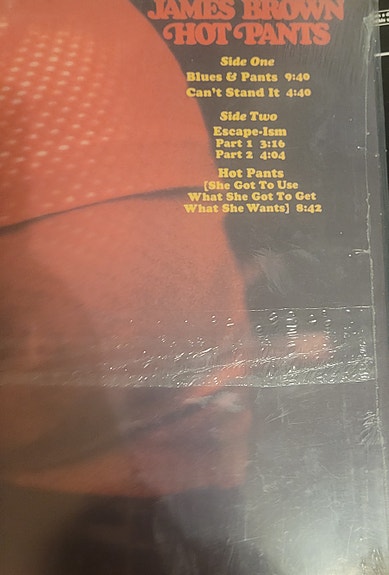 JAMES BROWN
HOT PANTS
Side One
Blues & Pants 9:40
Can't Stand It 4:40
Side Two
Escape-Ism
Part 1 3:16
Part 2 4:04
Hot Pants
[She Got To Use
What She Got To Get
What She Wants] 8:42